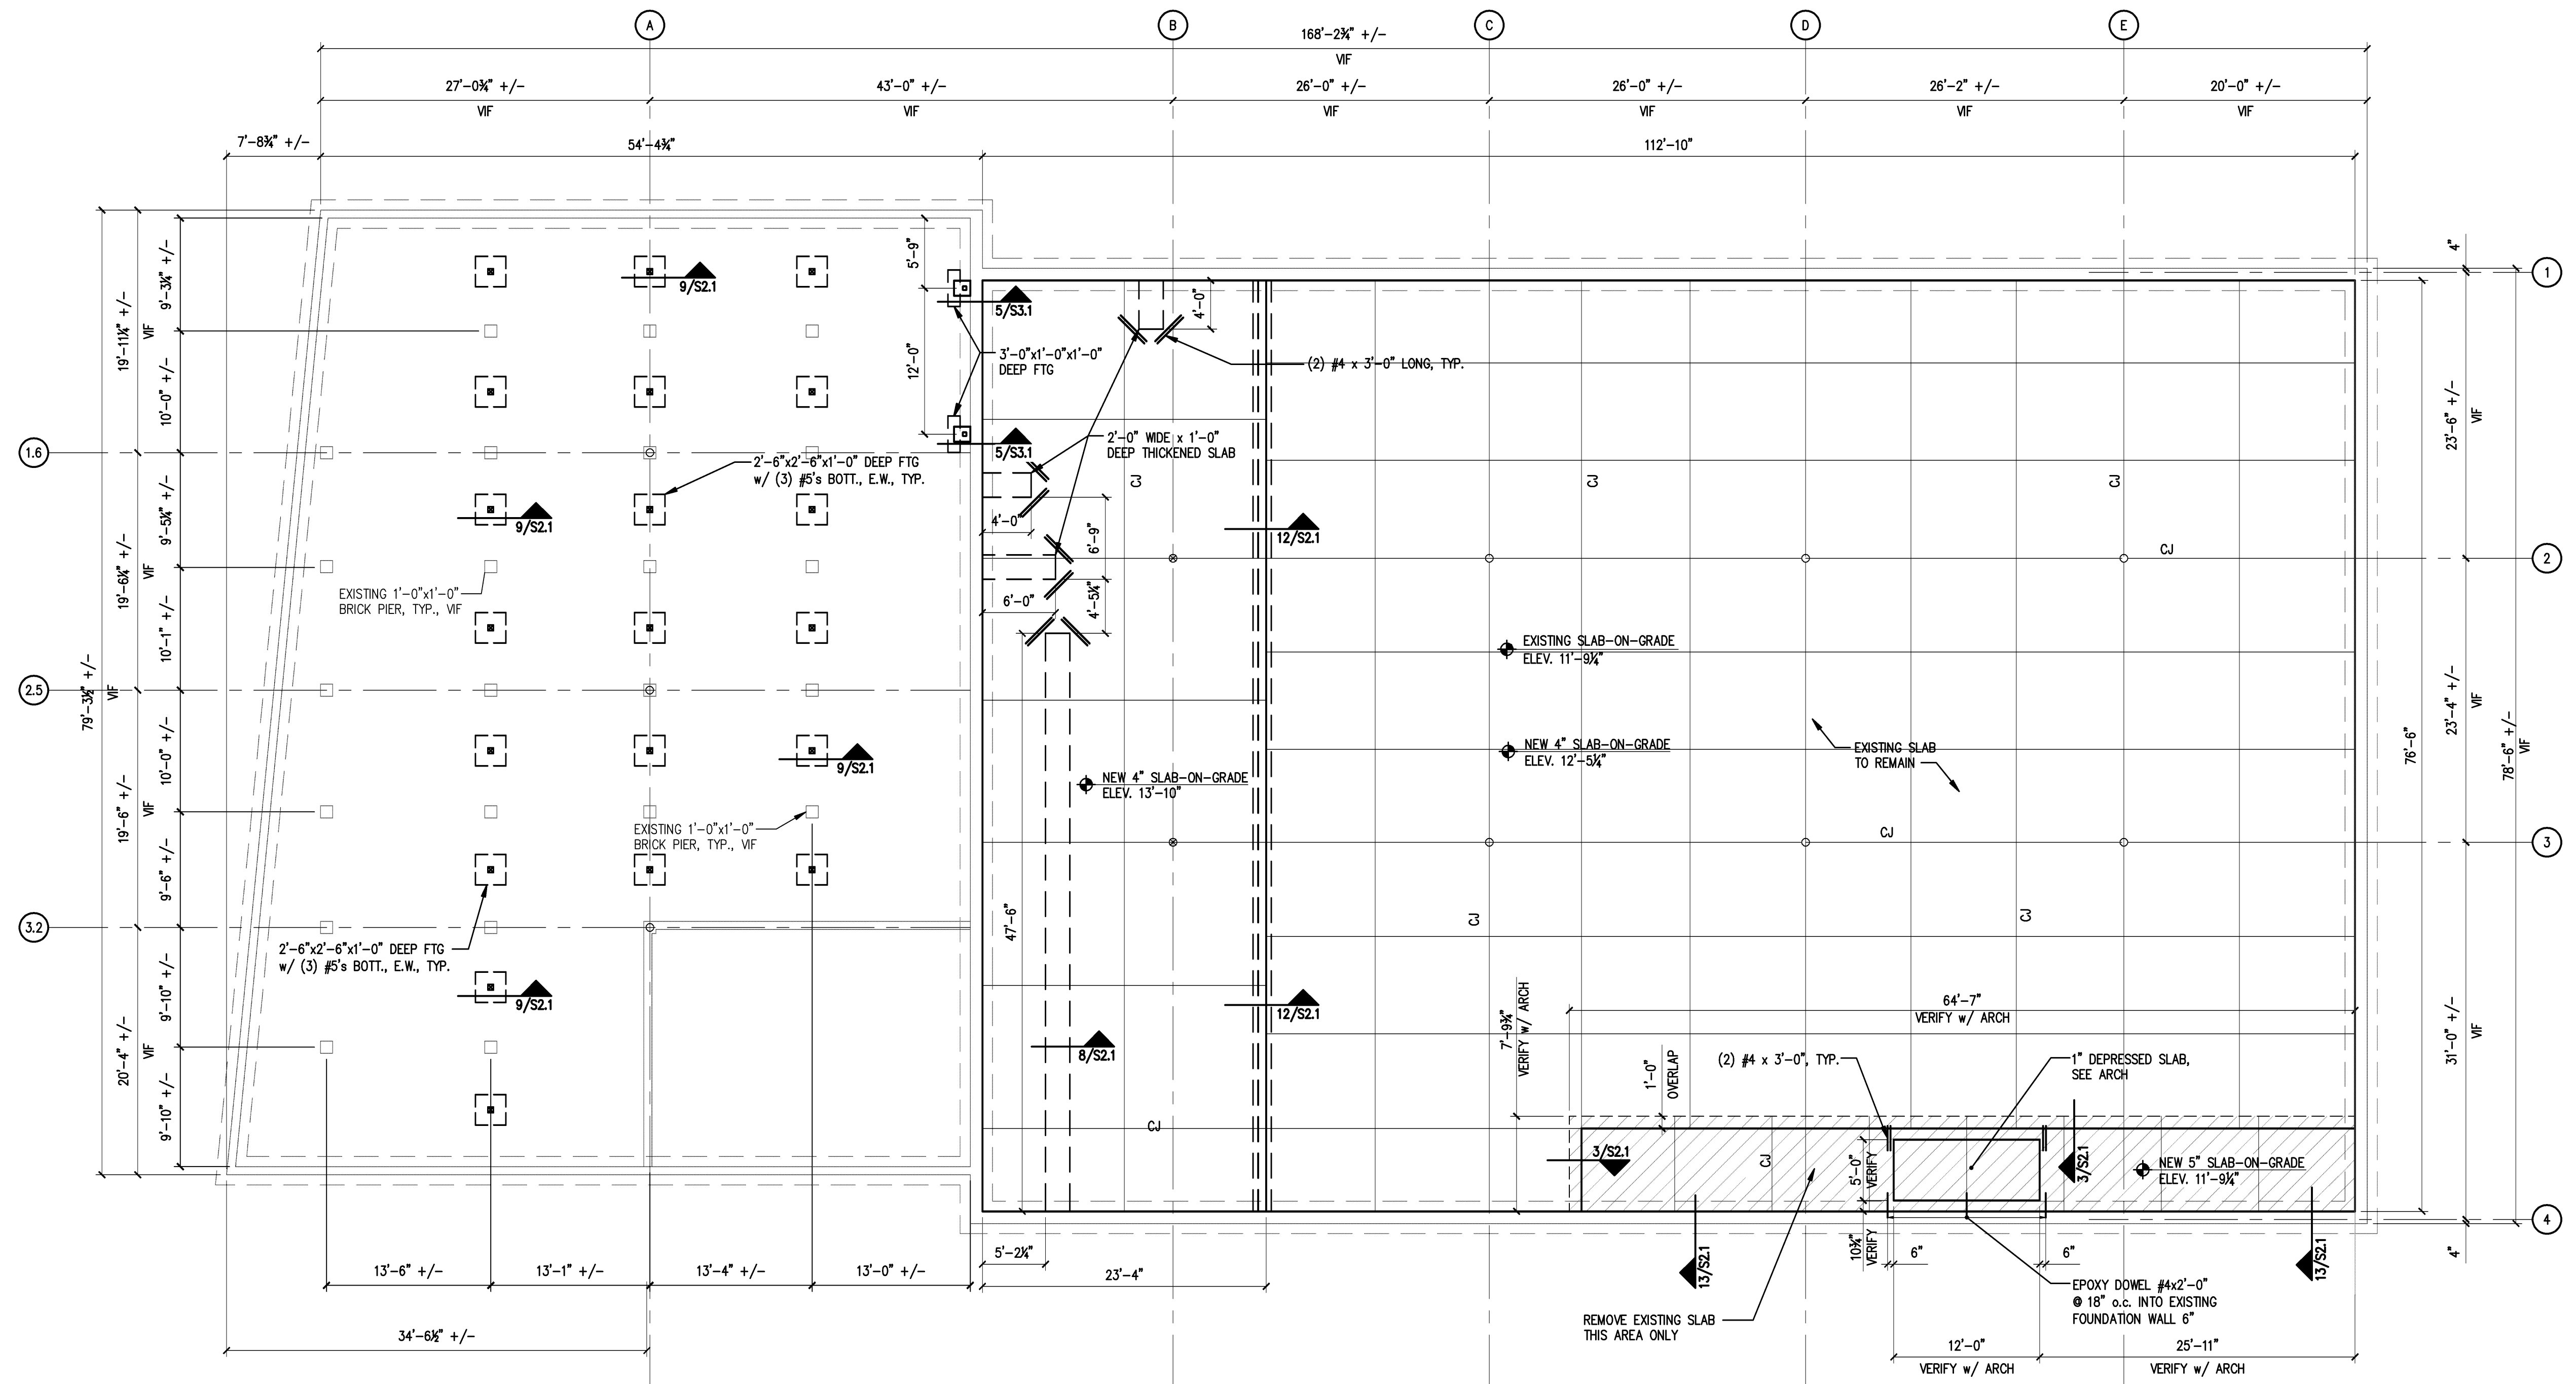 A
B
C
D
E
168'-2¾" +/-
VIF
27'-0¾" +/-
VIF
43'-0" +/-
VIF
26'-0" +/-
VIF
26'-0" +/-
VIF
26'-2" +/-
VIF
20'-0" +/-
VIF
7'-8¾" +/-
54'-4¾"
112'-10"
79'-3½" +/-
VIF
19'-11¼" +/-
VIF
19'-6¼" +/-
VIF
19'-6" +/-
VIF
20'-4" +/-
VIF
9'-3¼" +/-
10'-0" +/-
9'-5¼" +/-
10'-1" +/-
10'-0" +/-
9'-6" +/-
9'-10" +/-
9'-10" +/-
1.6
2.5
3.2
9/S2.1
9/S2.1
9/S2.1
9/S2.1
5'-9"
12'-0"
5/S3.1
5/S3.1
3'-0"x1'-0"x1'-0"
DEEP FTG
2'-6"x2'-6"x1'-0" DEEP FTG
w/ (3) #5's BOTT., E.W., TYP.
EXISTING 1'-0"x1'-0"
BRICK PIER, TYP., VIF
EXISTING 1'-0"x1'-0"
BRICK PIER, TYP., VIF
2'-6"x2'-6"x1'-0" DEEP FTG
w/ (3) #5's BOTT., E.W., TYP.
4'-0"
(2) #4 x 3'-0" LONG, TYP.
2'-0" WIDE x 1'-0"
DEEP THICKENED SLAB
CJ
CJ
CJ
4'-0"
6'-9"
6'-0"
4'-5¼"
12/S2.1
CJ
EXISTING SLAB-ON-GRADE
ELEV. 11'-9¼"
NEW 4" SLAB-ON-GRADE
ELEV. 12'-5¼"
NEW 4" SLAB-ON-GRADE
ELEV. 13'-10"
EXISTING SLAB
TO REMAIN
CJ
CJ
CJ
47'-6"
12/S2.1
8/S2.1
CJ
7'-9¾"
VERIFY w/ ARCH
1'-0"
OVERLAP
64'-7"
VERIFY w/ ARCH
(2) #4 x 3'-0", TYP.
1" DEPRESSED SLAB,
SEE ARCH
3/S2.1
CJ
5'-0"
VERIFY
3/S2.1
NEW 5" SLAB-ON-GRADE
ELEV. 11'-9¼"
10¾"
VERIFY
6"
6"
13/S2.1
13/S2.1
EPOXY DOWEL #4x2'-0"
@ 18" o.c. INTO EXISTING
FOUNDATION WALL 6"
REMOVE EXISTING SLAB
THIS AREA ONLY
12'-0"
VERIFY w/ ARCH
25'-11"
VERIFY w/ ARCH
5'-2¼"
23'-4"
13'-6" +/-
13'-1" +/-
13'-4" +/-
13'-0" +/-
34'-6½" +/-
4"
23'-6" +/-
VIF
23'-4" +/-
VIF
31'-0" +/-
VIF
4"
76'-6"
78'-6" +/-
VIF
1
2
3
4